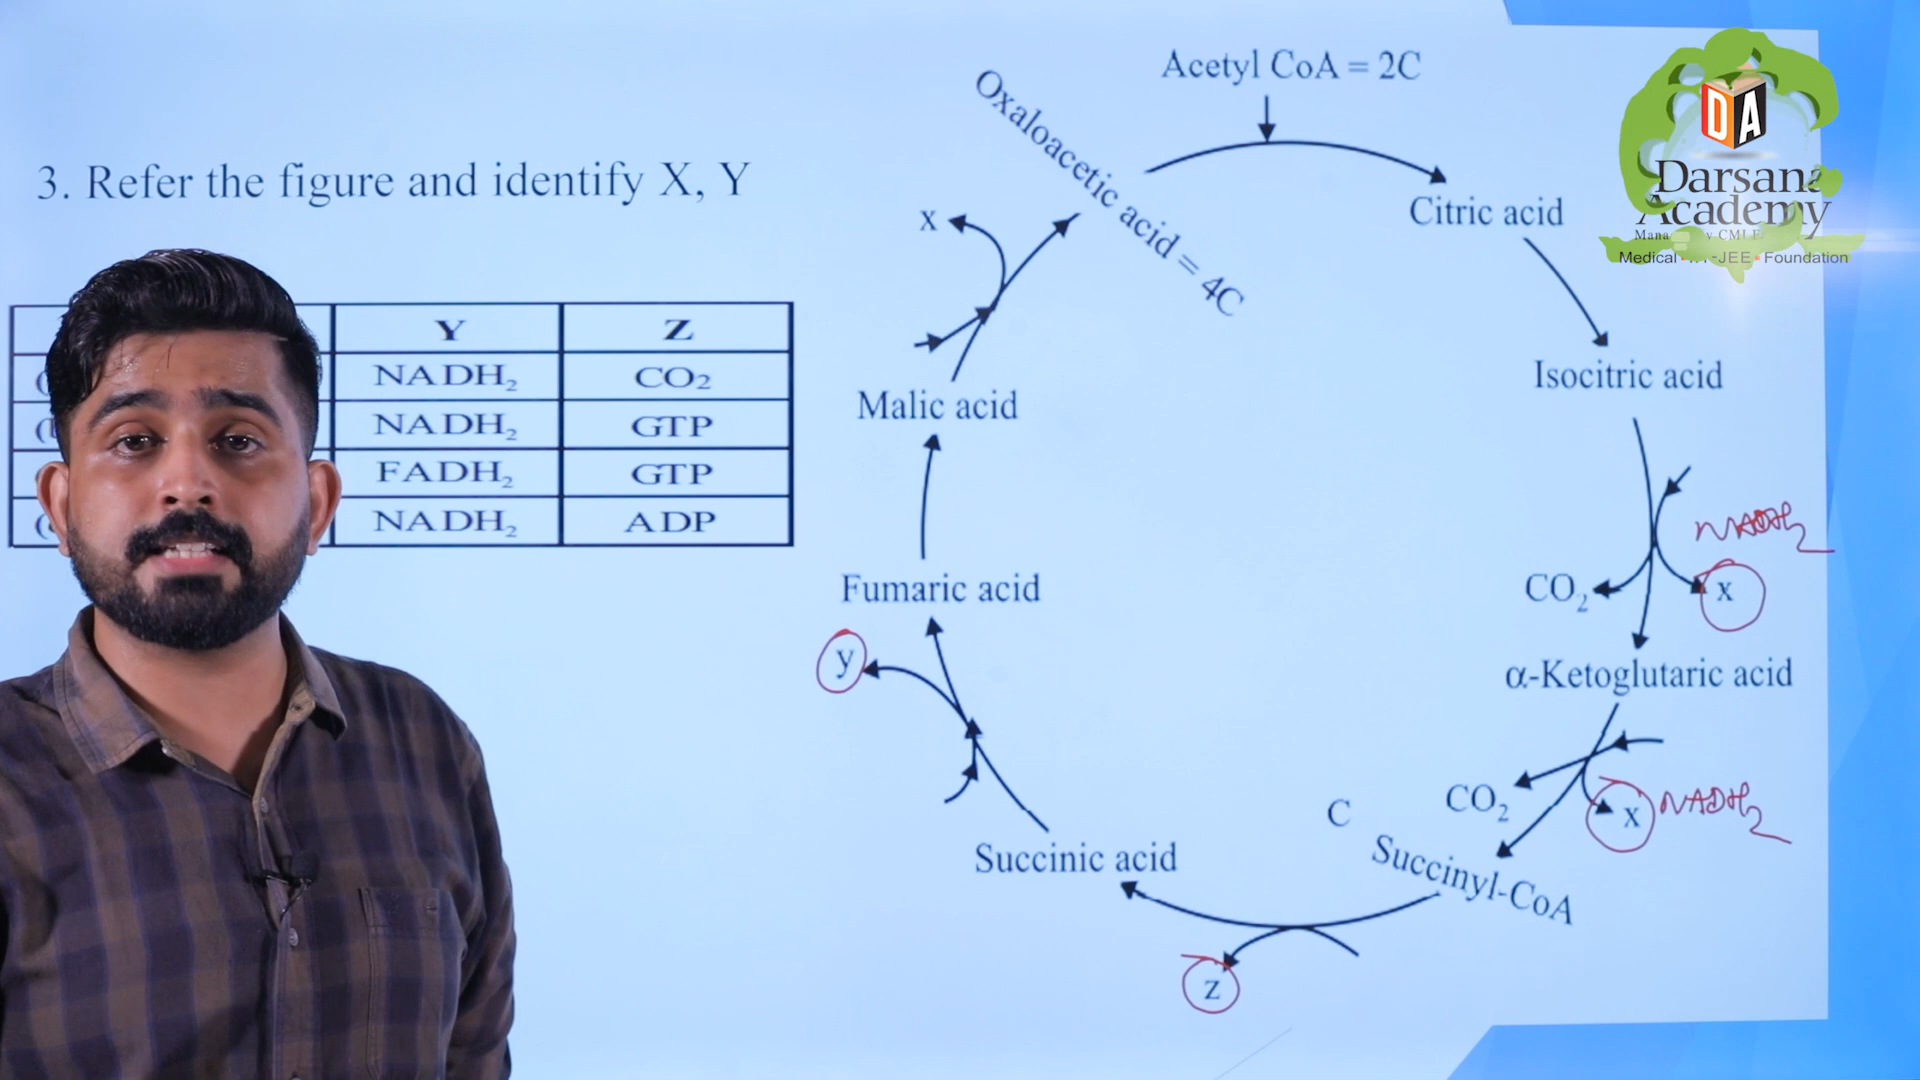 3. Refer the figure and identify X, Y
Y Z
NADH₂ CO₂
NADH₂ GTP
FADH₂ GTP
NADH₂ ADP
Acetyl CoA = 2C
Oxaloacetic acid = 4C
Citric acid
x
Isocitric acid
Malic acid
NADH₂
CO₂ x
Fumaric acid
y
α-Ketoglutaric acid
CO₂ x NADH₂
C
Succinic acid
Succinyl-CoA
z
DA
Darsana
Academy
Medical JEE Foundation